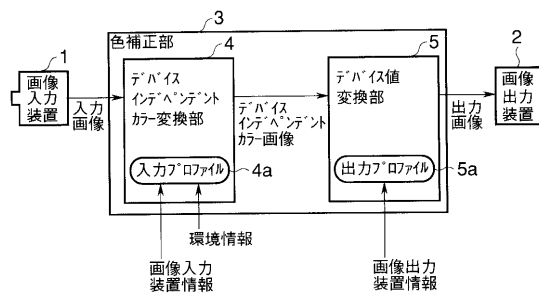 3
色補正部
1
画像
入力
装置
入力
画像
4
デバイス
インデペンデント
カラー変換部
入力プロファイル
4a
デバイス
インデペンデント
カラー画像
5
デバイス値
変換部
出力プロファイル
5a
出力
画像
2
画像
出力
装置
環境情報
画像入力
装置情報
画像出力
装置情報